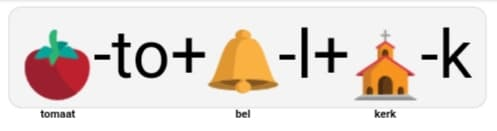 -to+ -l+ -k
tomaat bel kerk